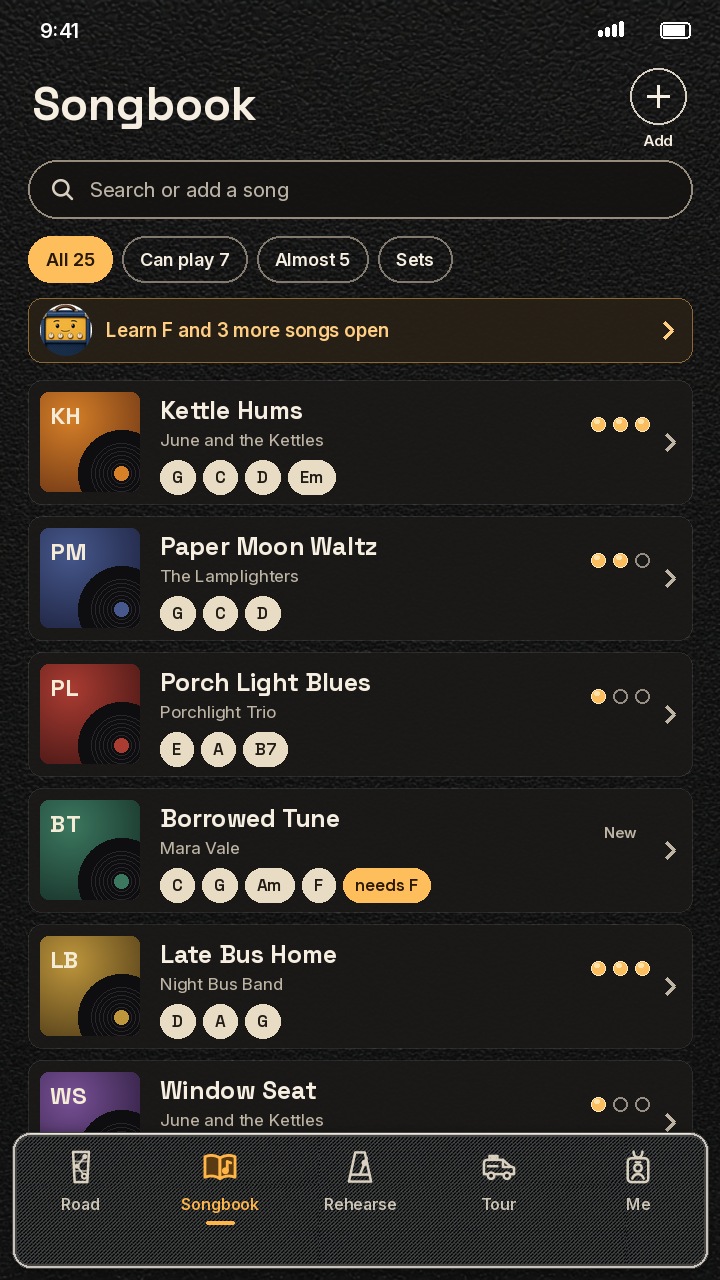 9:41
Songbook
Add
Search or add a song
All 25 Can play 7 Almost 5 Sets
Learn F and 3 more songs open
KH
Kettle Hums
June and the Kettles
G C D Em
PM
Paper Moon Waltz
The Lamplighters
G C D
PL
Porch Light Blues
Porchlight Trio
E A B7
BT
Borrowed Tune
New
Mara Vale
C G Am F needs F
LB
Late Bus Home
Night Bus Band
D A G
WS
Window Seat
June and the Kettles
Road Songbook Rehearse Tour Me